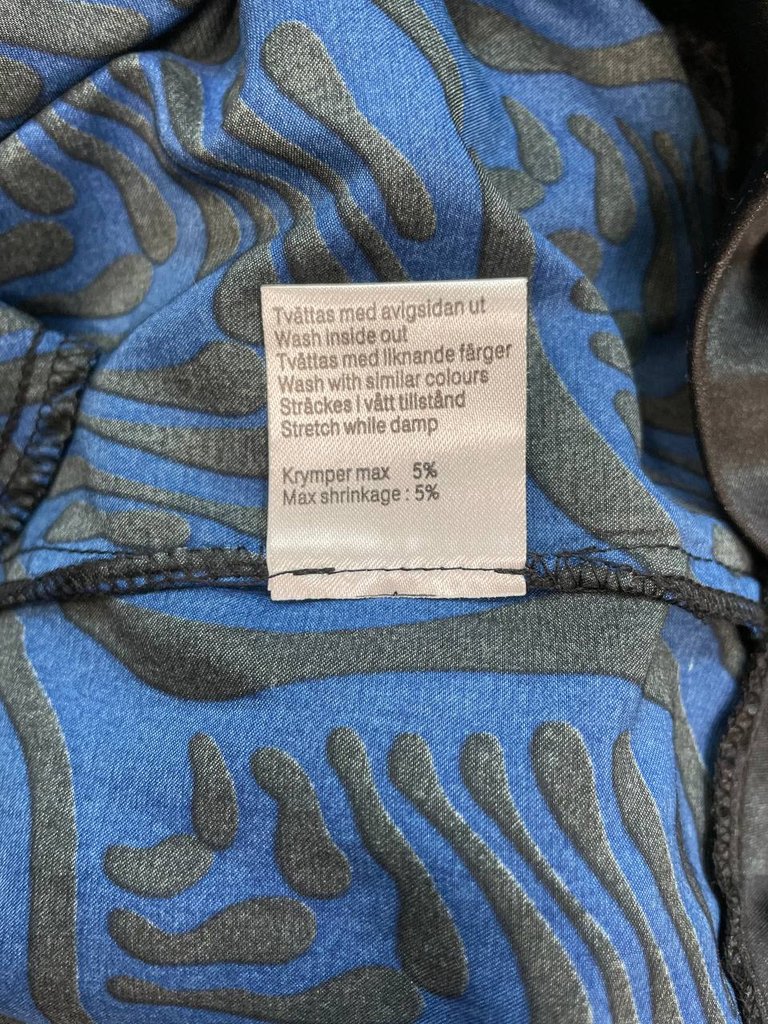 Tvättas med avigsidan ut
Wash inside out
Tvättas med liknande färger
Wash with similar colours
Sträckes i vått tillstånd
Stretch while damp
Krymper max 5%
Max shrinkage : 5%